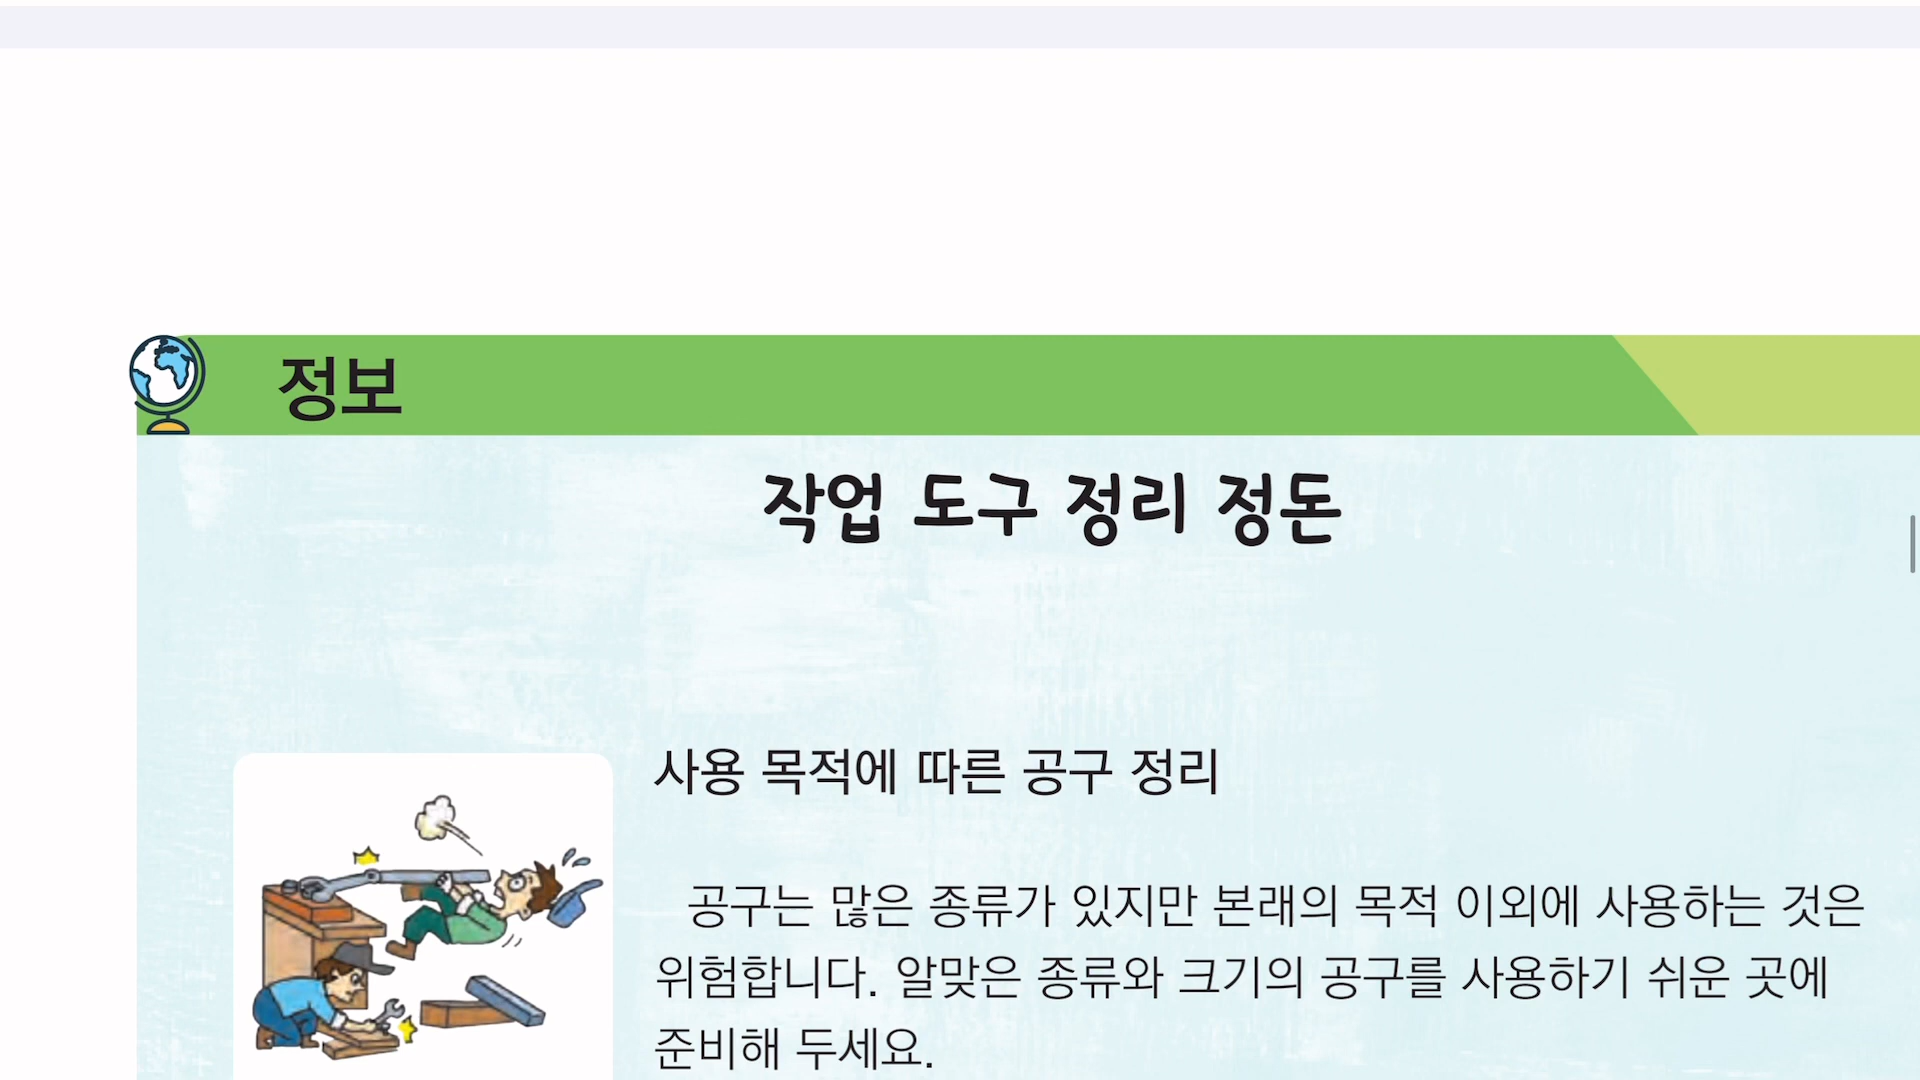 정보
작업 도구 정리 정돈
사용 목적에 따른 공구 정리
공구는 많은 종류가 있지만 본래의 목적 이외에 사용하는 것은
위험합니다. 알맞은 종류와 크기의 공구를 사용하기 쉬운 곳에
준비해 두세요.